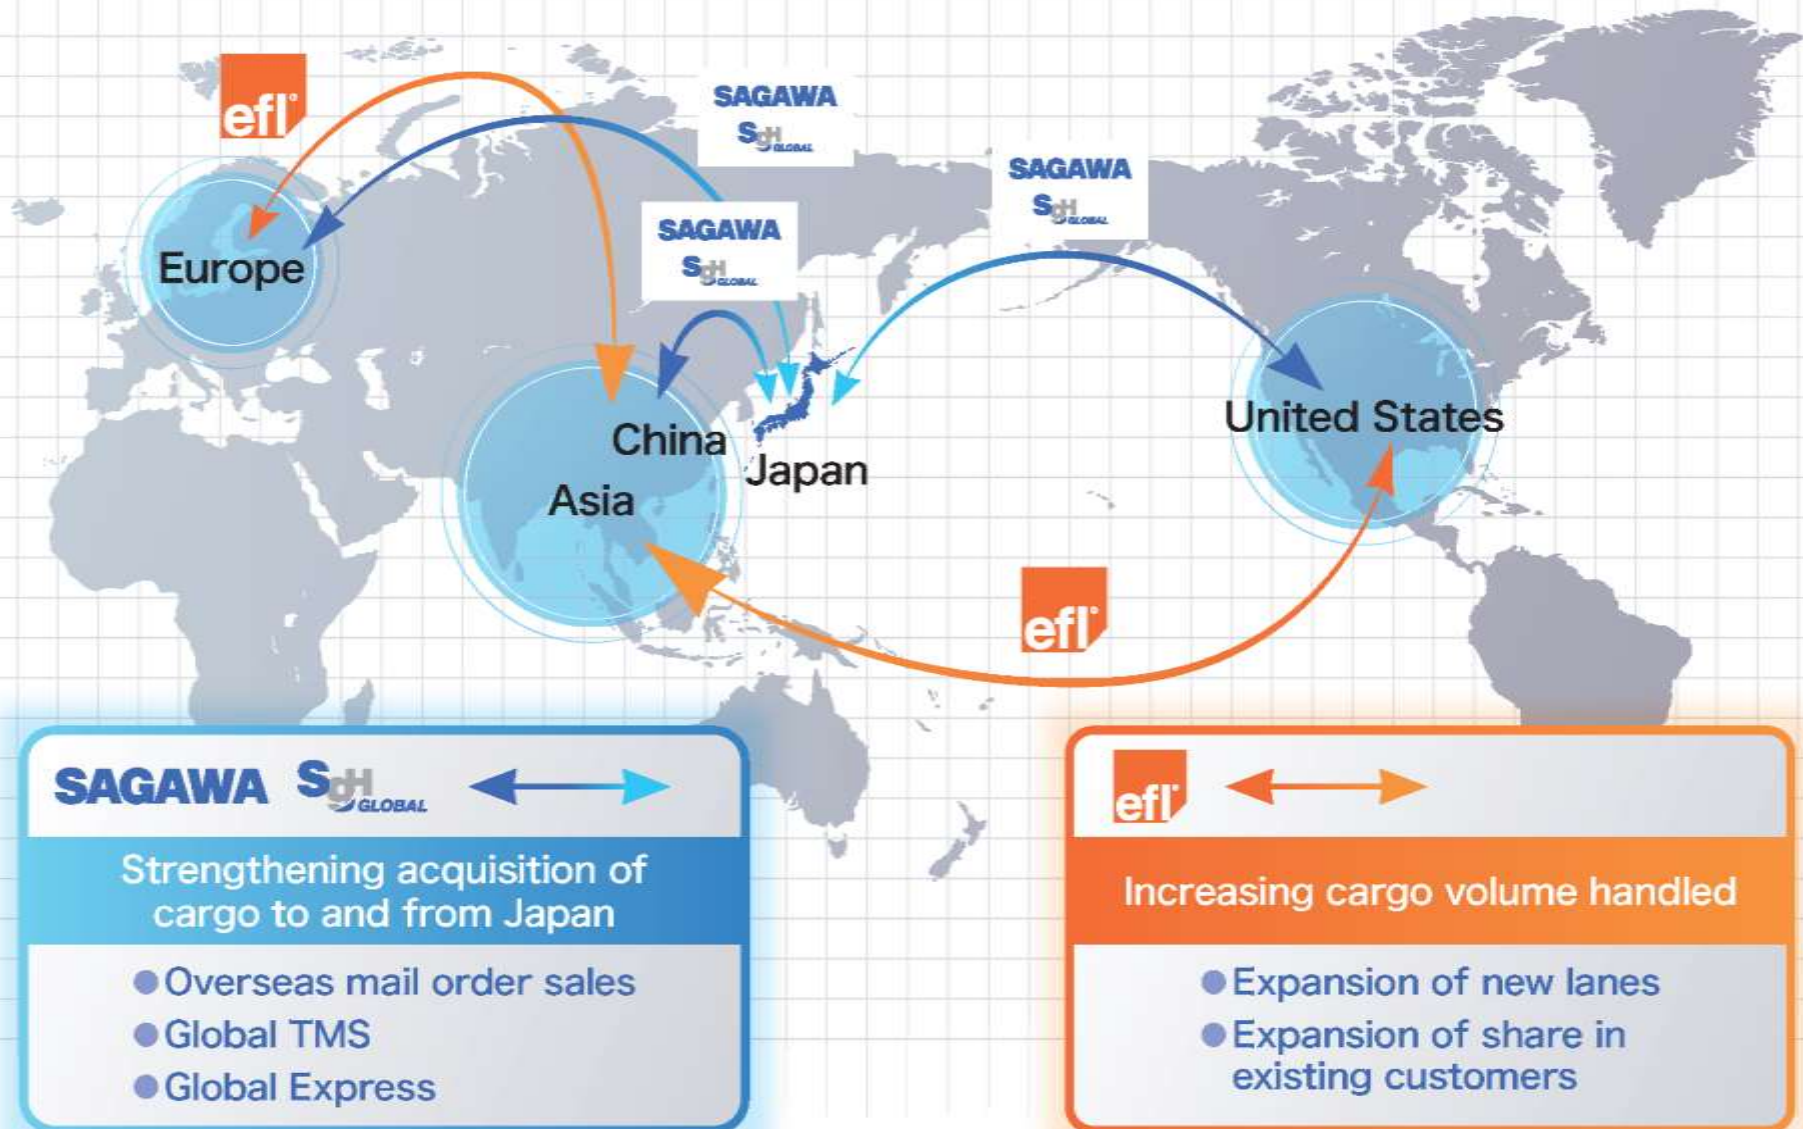 efl
SAGAWA
SgH GLOBAL
SAGAWA
SgH GLOBAL
SAGAWA
SgH GLOBAL
Europe
China
Asia
Japan
United States
efl
SAGAWA SgH GLOBAL
Strengthening acquisition of
cargo to and from Japan
●Overseas mail order sales
●Global TMS
●Global Express
efl
Increasing cargo volume handled
●Expansion of new lanes
●Expansion of share in
existing customers